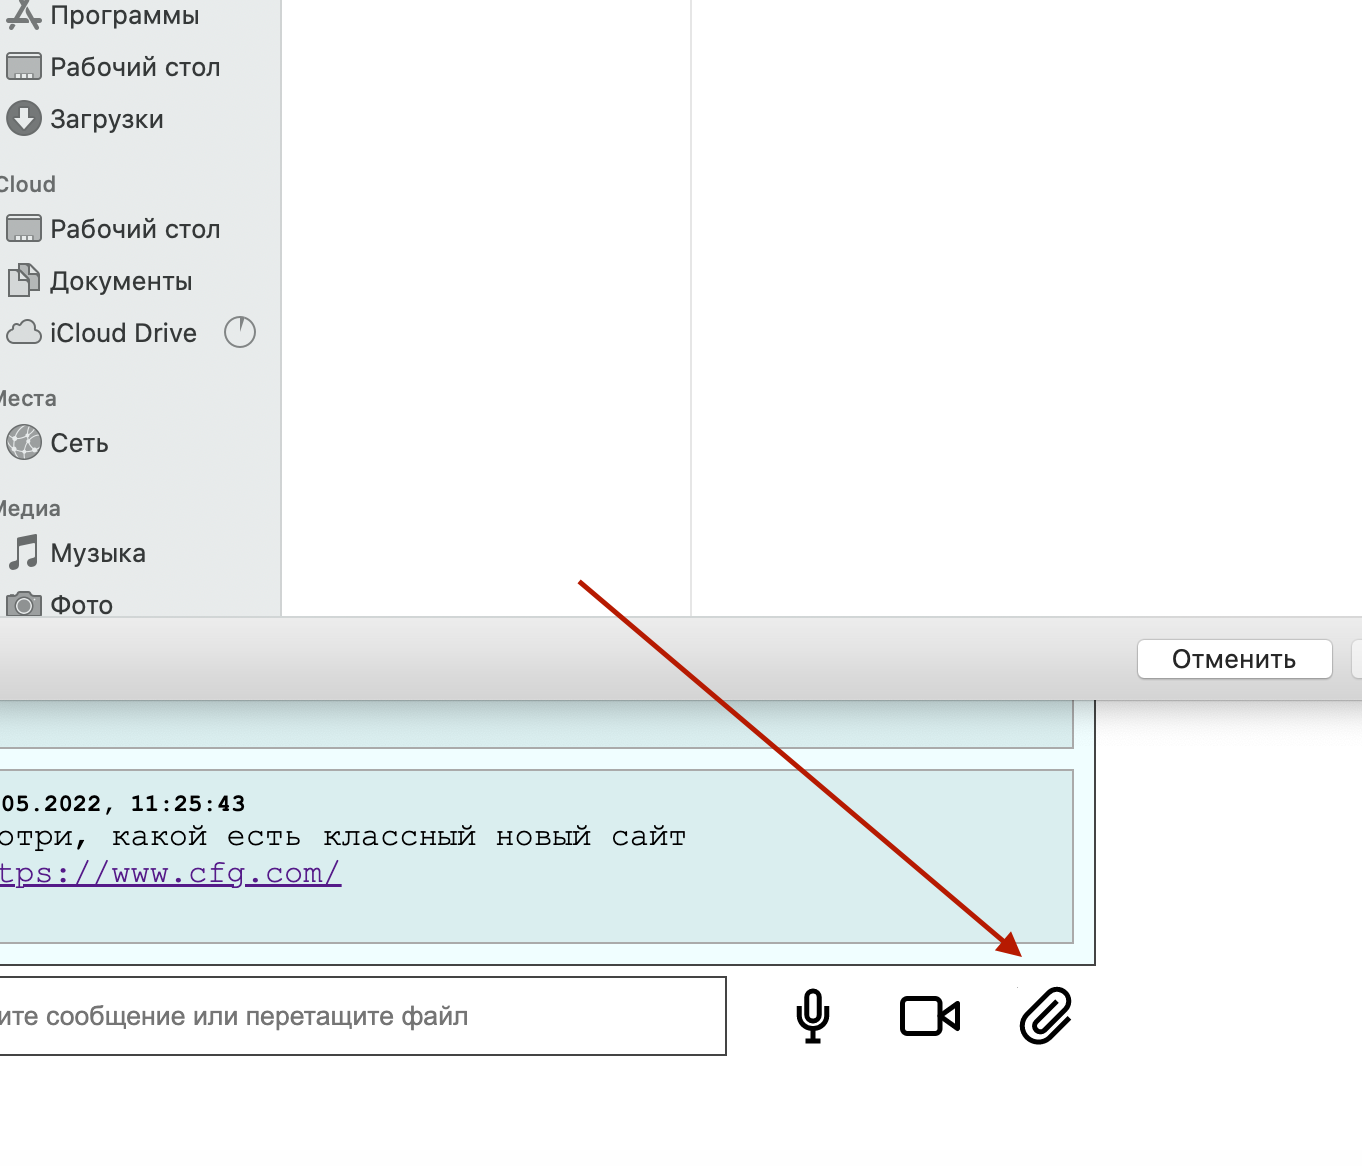 Программы
Рабочий стол
Загрузки
Cloud
Рабочий стол
Документы
iCloud Drive
Места
Сеть
Медиа
Музыка
Фото
Отменить
05.2022, 11:25:43
отри, какой есть классный новый сайт
tps://www.cfg.com/
ите сообщение или перетащите файл